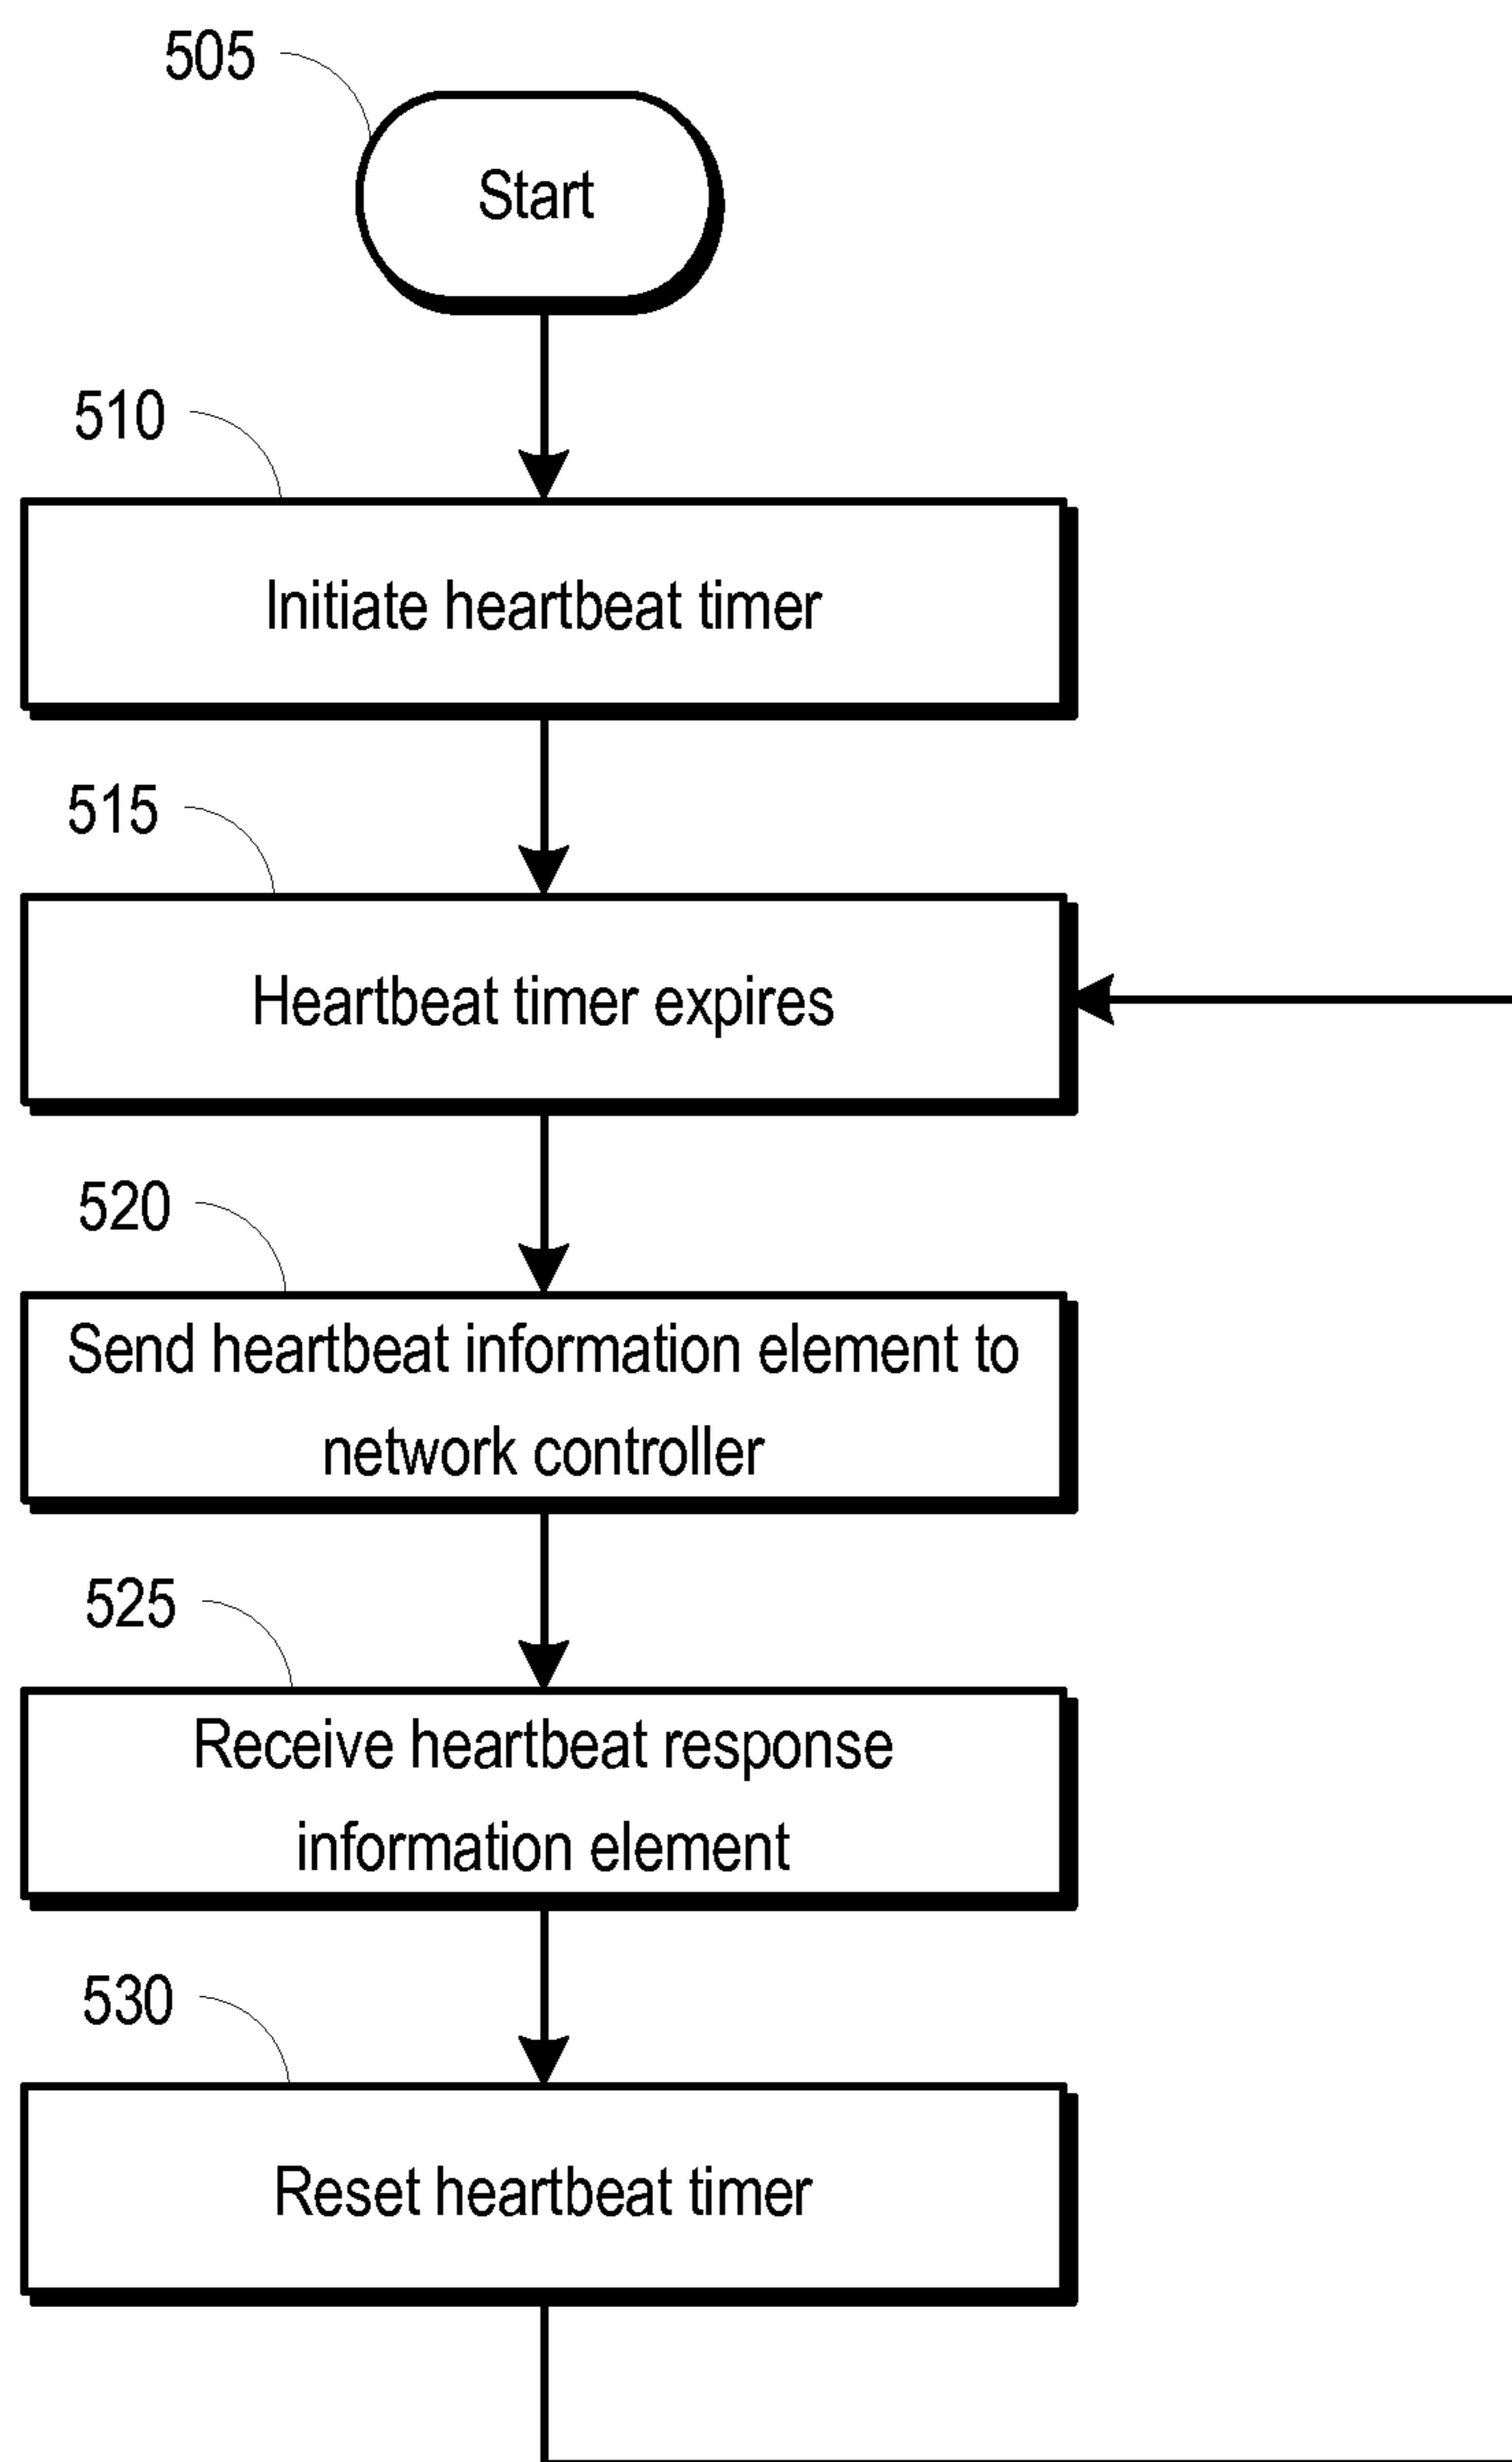 505
Start
510
Initiate heartbeat timer
515
Heartbeat timer expires
520
Send heartbeat information element to
network controller
525
Receive heartbeat response
information element
530
Reset heartbeat timer